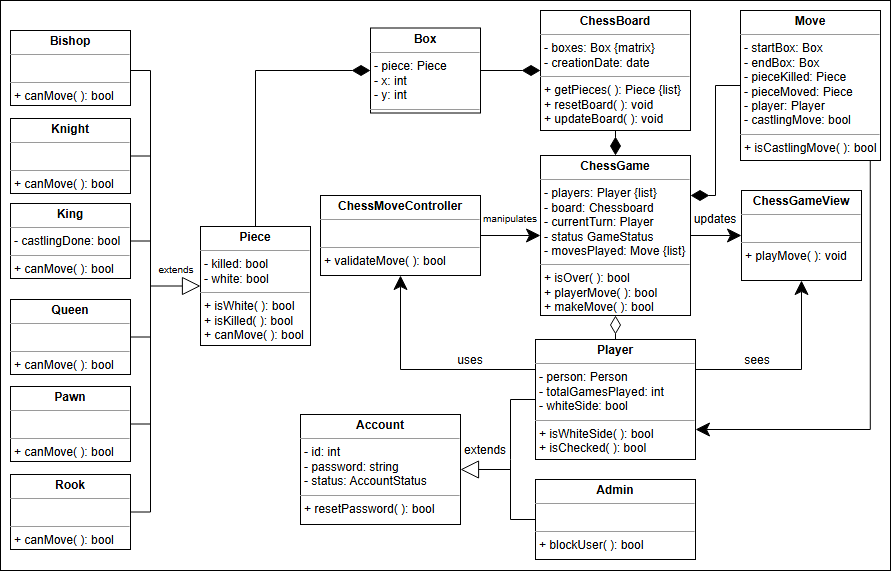 Bishop
+ canMove( ): bool
Knight
+ canMove( ): bool
King
- castlingDone: bool
+ canMove( ): bool
Queen
+ canMove( ): bool
Pawn
+ canMove( ): bool
Rook
+ canMove( ): bool
extends
Piece
- killed: bool
- white: bool
+ isWhite( ): bool
+ isKilled( ): bool
+ canMove( ): bool
Box
- piece: Piece
- x: int
- y: int
ChessBoard
- boxes: Box {matrix}
- creationDate: date
+ getPieces( ): Piece {list}
+ resetBoard( ): void
+ updateBoard( ): void
Move
- startBox: Box
- endBox: Box
- pieceKilled: Piece
- pieceMoved: Piece
- player: Player
- castlingMove: bool
+ isCastlingMove( ): bool
ChessMoveController
+ validateMove( ): bool
manipulates
ChessGame
- players: Player {list}
- board: Chessboard
- currentTurn: Player
- status GameStatus
- movesPlayed: Move {list}
+ isOver( ): bool
+ playerMove( ): bool
+ makeMove( ): bool
updates
ChessGameView
+ playMove( ): void
uses
sees
Player
- person: Person
- totalGamesPlayed: int
- whiteSide: bool
+ isWhiteSide( ): bool
+ isChecked( ): bool
Account
- id: int
- password: string
- status: AccountStatus
+ resetPassword( ): bool
extends
Admin
+ blockUser( ): bool